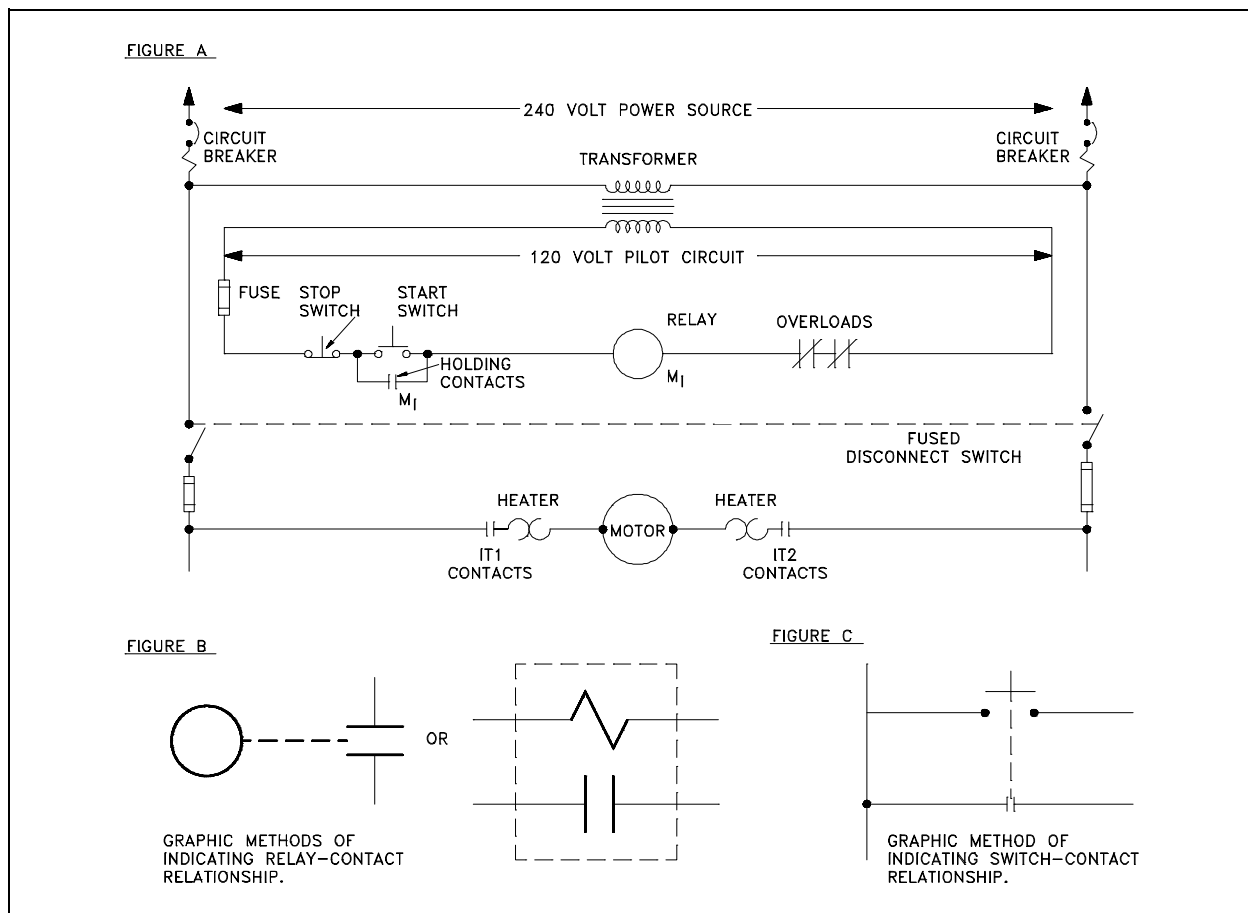 FIGURE A
240 VOLT POWER SOURCE
CIRCUIT
BREAKER
CIRCUIT
BREAKER
TRANSFORMER
120 VOLT PILOT CIRCUIT
FUSE
STOP
SWITCH
START
SWITCH
RELAY
OVERLOADS
HOLDING
CONTACTS
M1
M1
FUSED
DISCONNECT SWITCH
HEATER
MOTOR
HEATER
IT1
CONTACTS
IT2
CONTACTS
FIGURE B
OR
GRAPHIC METHODS OF
INDICATING RELAY-CONTACT
RELATIONSHIP.
FIGURE C
GRAPHIC METHOD OF
INDICATING SWITCH-CONTACT
RELATIONSHIP.